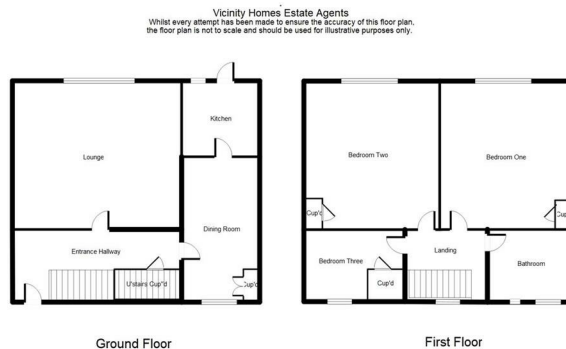 Vicinity Homes Estate Agents
Whilst every attempt has been made to ensure the accuracy of this floor plan,
the floor plan is not to scale and should be used for illustrative purposes only.
Kitchen
Lounge
Dining Room
Entrance Hallway
U'stairs Cup'd
Cup'd
Ground Floor
Bedroom Two
Bedroom One
Cup'd
Cup'd
Landing
Bedroom Three
Bathroom
Cup'd
First Floor